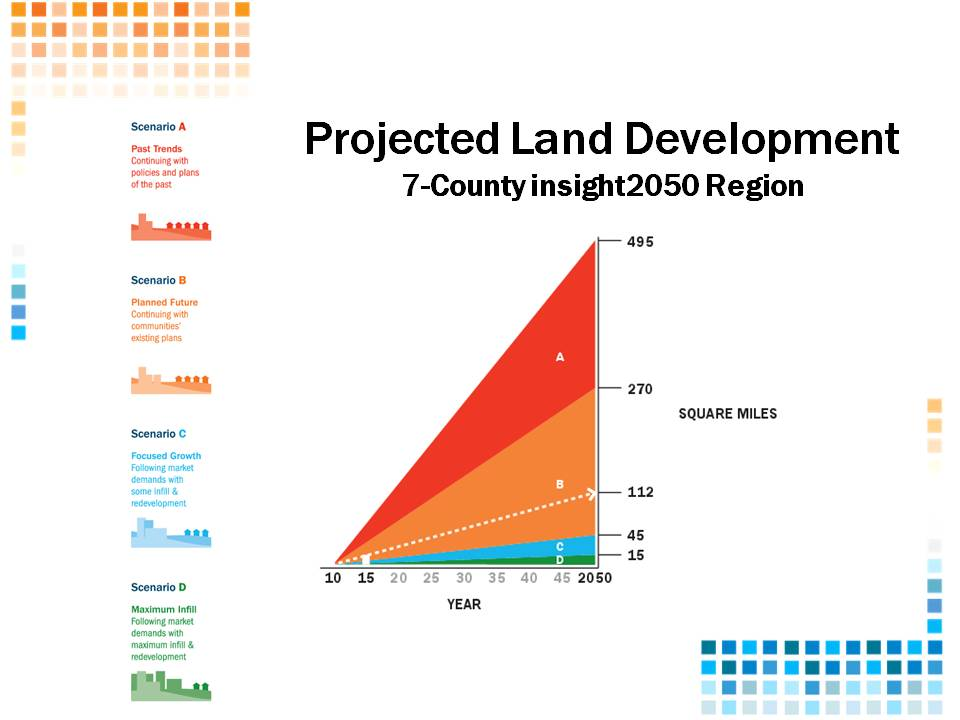 Projected Land Development
7-County insight2050 Region
Scenario A
Past Trends
Continuing with
policies and plans
of the past
Scenario B
Planned Future
Continuing with
communities'
existing plans
Scenario C
Focused Growth
Following market
demands with
some infill &
redevelopment
Scenario D
Maximum Infill
Following market
demands with
maximum infill &
redevelopment
495
A
270
SQUARE MILES
B
112
45
C
15
D
10 15 20 25 30 35 40 45 2050
YEAR